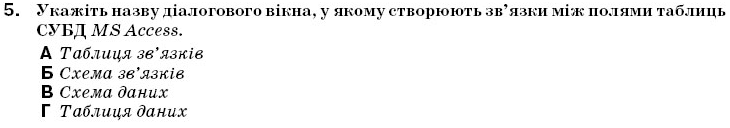 5. Укажіть назву діалогового вікна, у якому створюють зв’язки між полями таблиць
СУБД MS Access.
А Таблиця зв’язків
Б Схема зв’язків
В Схема даних
Г Таблиця даних